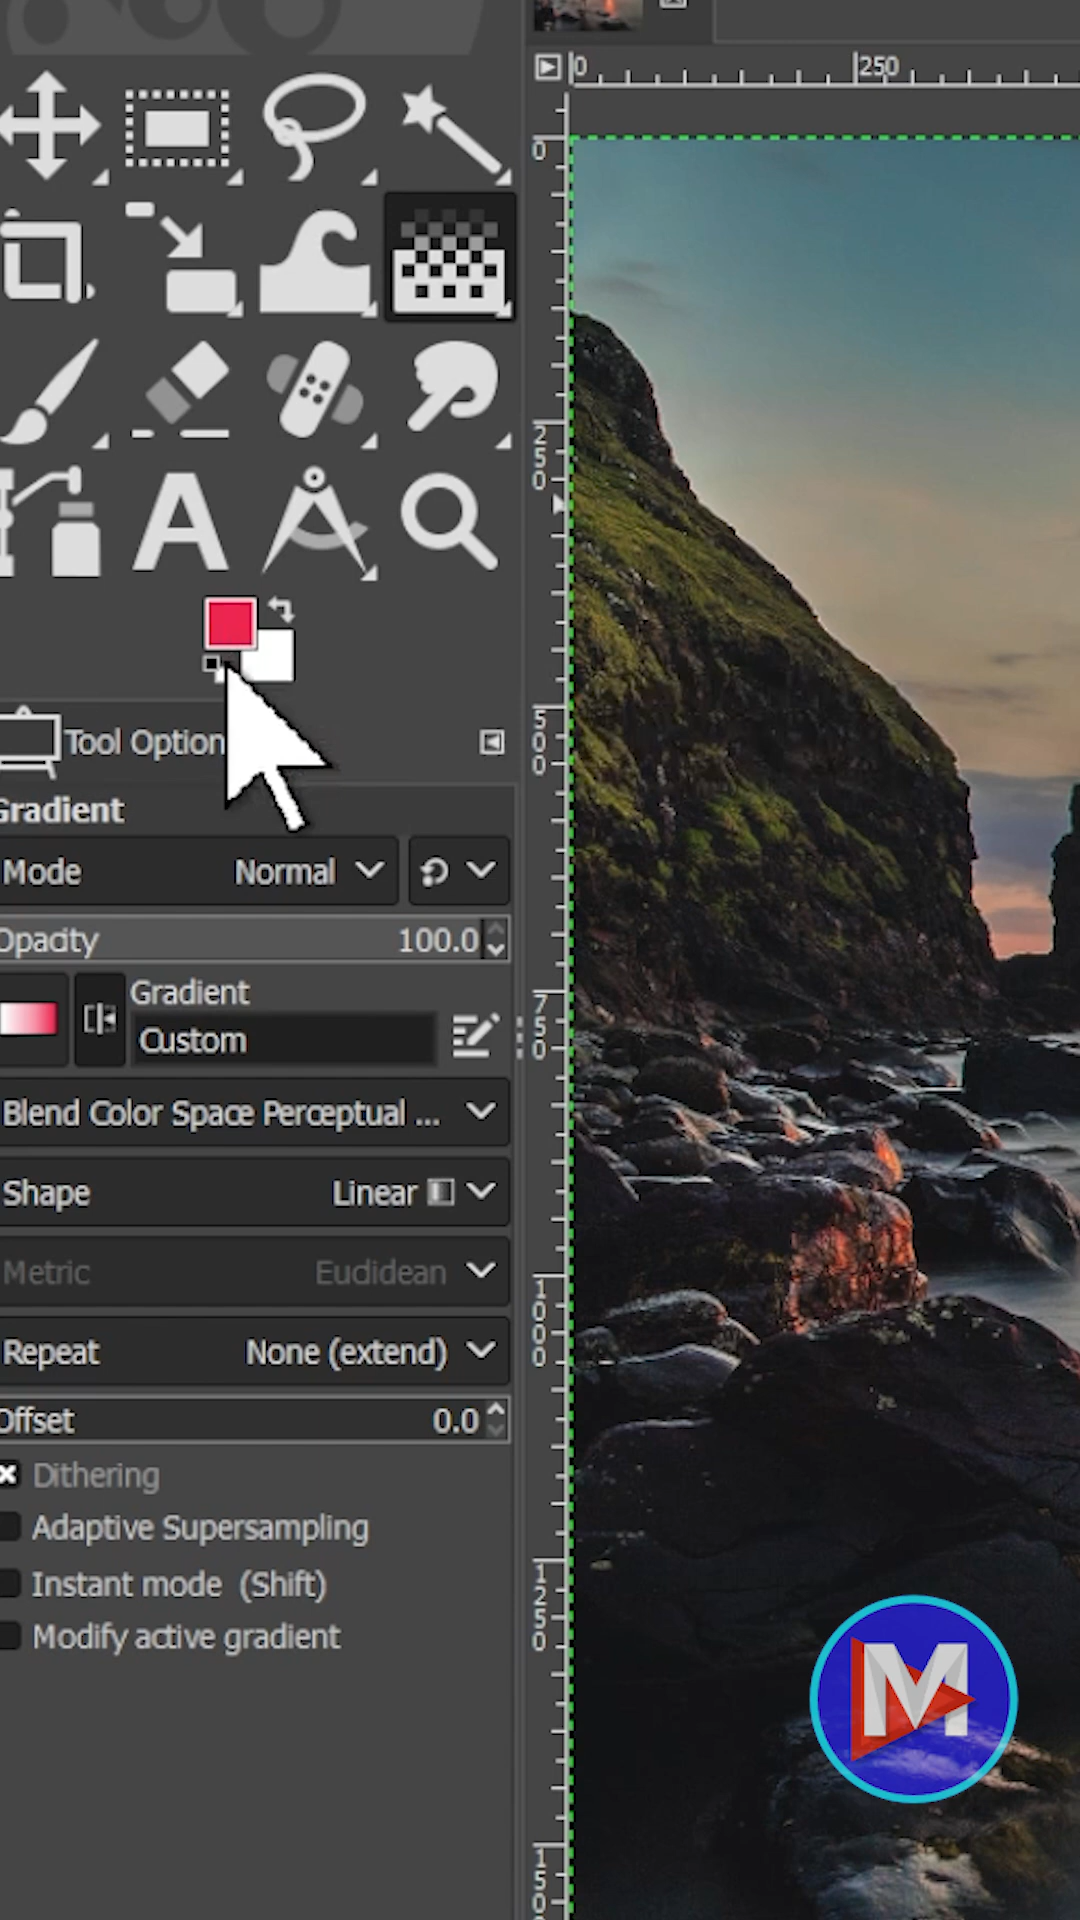 0 250
0
250
500
750
1000
1250
A
Tool Option
Gradient
Mode Normal
Opacity 100.0
Gradient
Custom
Blend Color Space Perceptual ...
Shape Linear
Metric Euclidean
Repeat None (extend)
Offset 0.0
Dithering
Adaptive Supersampling
Instant mode (Shift)
Modify active gradient
M
150